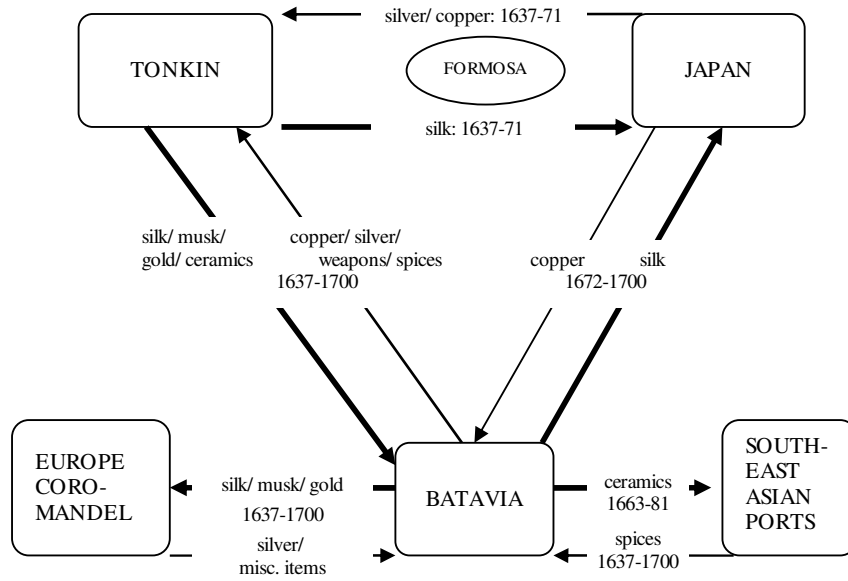 silver/ copper: 1637-71
TONKIN
FORMOSA
JAPAN
silk: 1637-71
silk/ musk/
gold/ ceramics
copper/ silver/
weapons/ spices
1637-1700
copper silk
1672-1700
EUROPE
CORO-
MANDEL
silk/ musk/ gold
1637-1700
silver/
misc. items
BATAVIA
ceramics
1663-81
spices
1637-1700
SOUTH-
EAST
ASIAN
PORTS